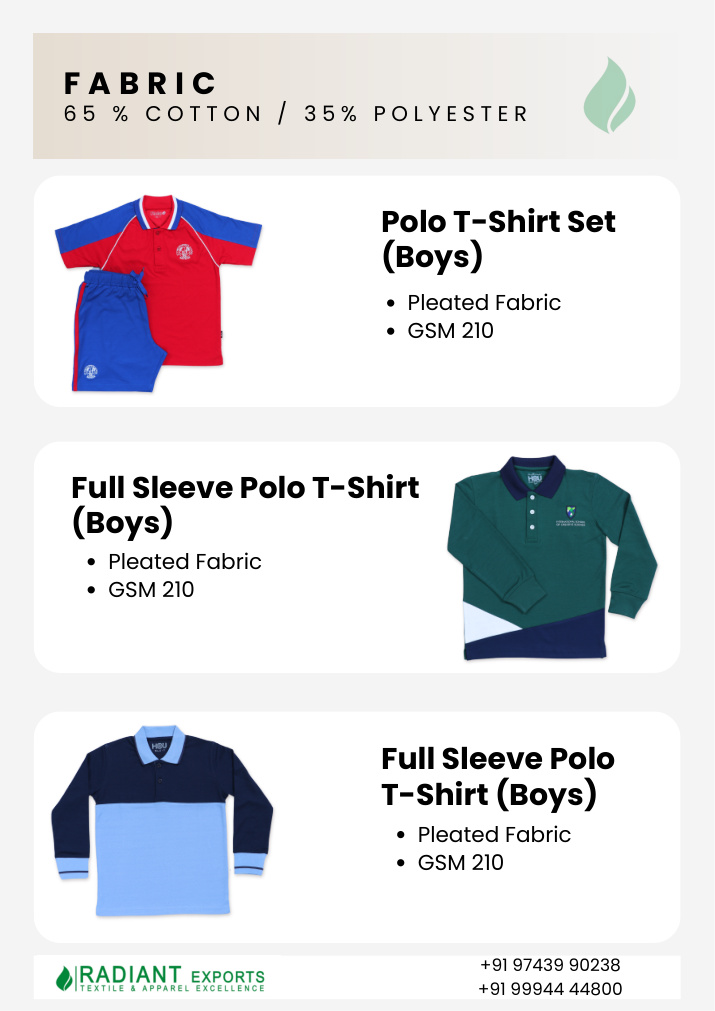 FABRIC
65 % COTTON / 35% POLYESTER
Polo T-Shirt Set
(Boys)
• Pleated Fabric
• GSM 210
Full Sleeve Polo T-Shirt
(Boys)
• Pleated Fabric
• GSM 210
Full Sleeve Polo
T-Shirt (Boys)
• Pleated Fabric
• GSM 210
RADIANT EXPORTS
TEXTILE & APPAREL EXCELLENCE
+91 97439 90238
+91 99944 44800